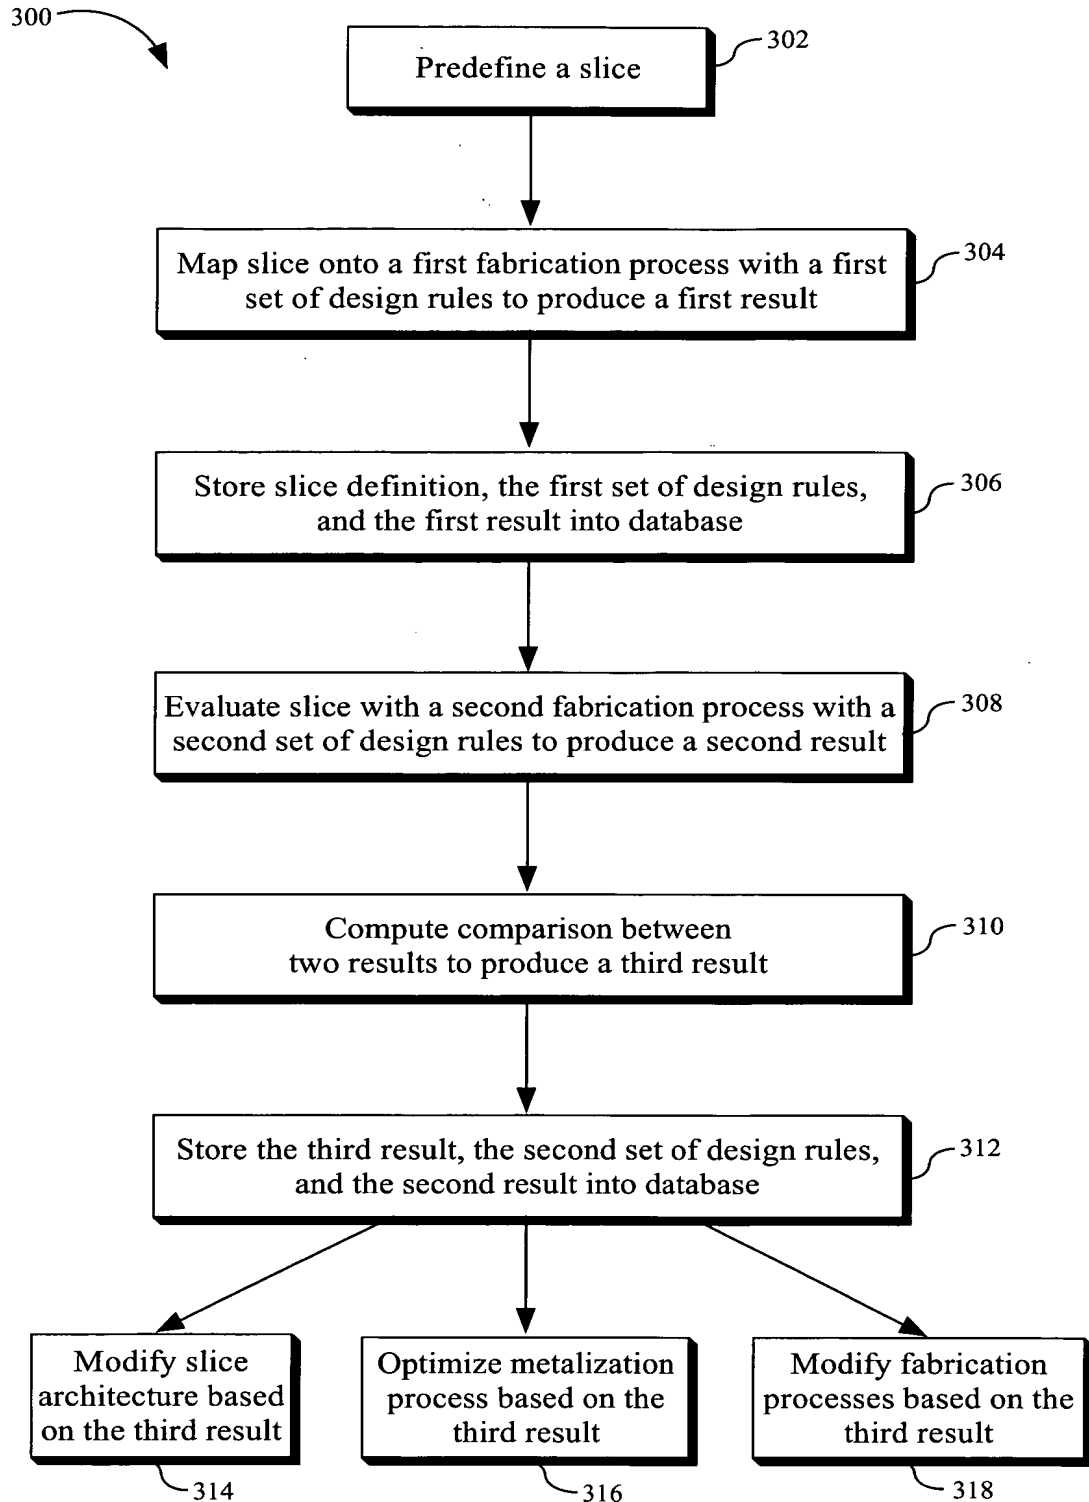 300
Predefine a slice
302
Map slice onto a first fabrication process with a first
set of design rules to produce a first result
304
Store slice definition, the first set of design rules,
and the first result into database
306
Evaluate slice with a second fabrication process with a
second set of design rules to produce a second result
308
Compute comparison between
two results to produce a third result
310
Store the third result, the second set of design rules,
and the second result into database
312
Modify slice
architecture based
on the third result
314
Optimize metalization
process based on the
third result
316
Modify fabrication
processes based on the
third result
318